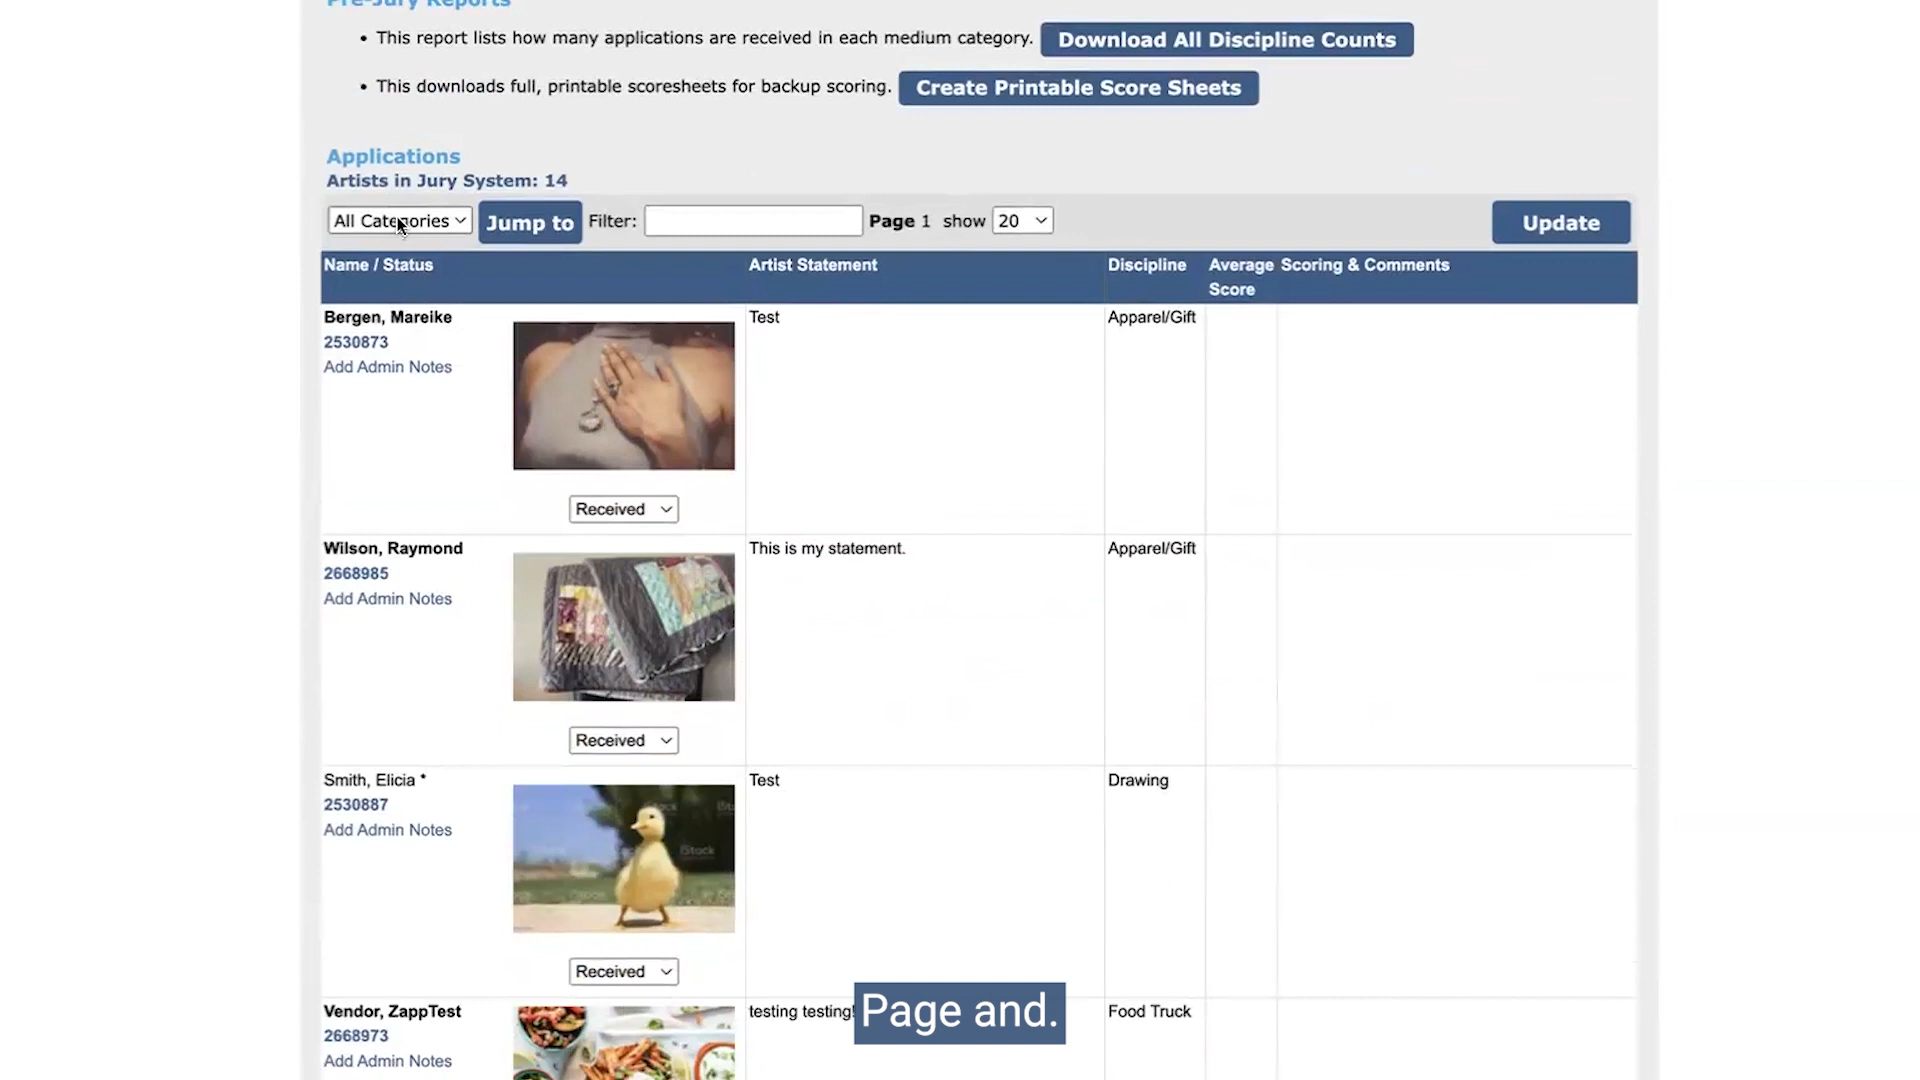 Pre-Jury Reports
• This report lists how many applications are received in each medium category. Download All Discipline Counts
• This downloads full, printable scoresheets for backup scoring. Create Printable Score Sheets
Applications
Artists in Jury System: 14
All Categories Jump to Filter: Page 1 show 20 Update
Name / Status Artist Statement Discipline Average Score Scoring & Comments
Bergen, Mareike Test Apparel/Gift
2530873
Add Admin Notes
Received
Wilson, Raymond This is my statement. Apparel/Gift
2668985
Add Admin Notes
Received
Smith, Elicia * Test Drawing
2530887
Add Admin Notes
iStock
Received
Vendor, ZappTest testing testing! Food Truck
2668973
Add Admin Notes
Page and.